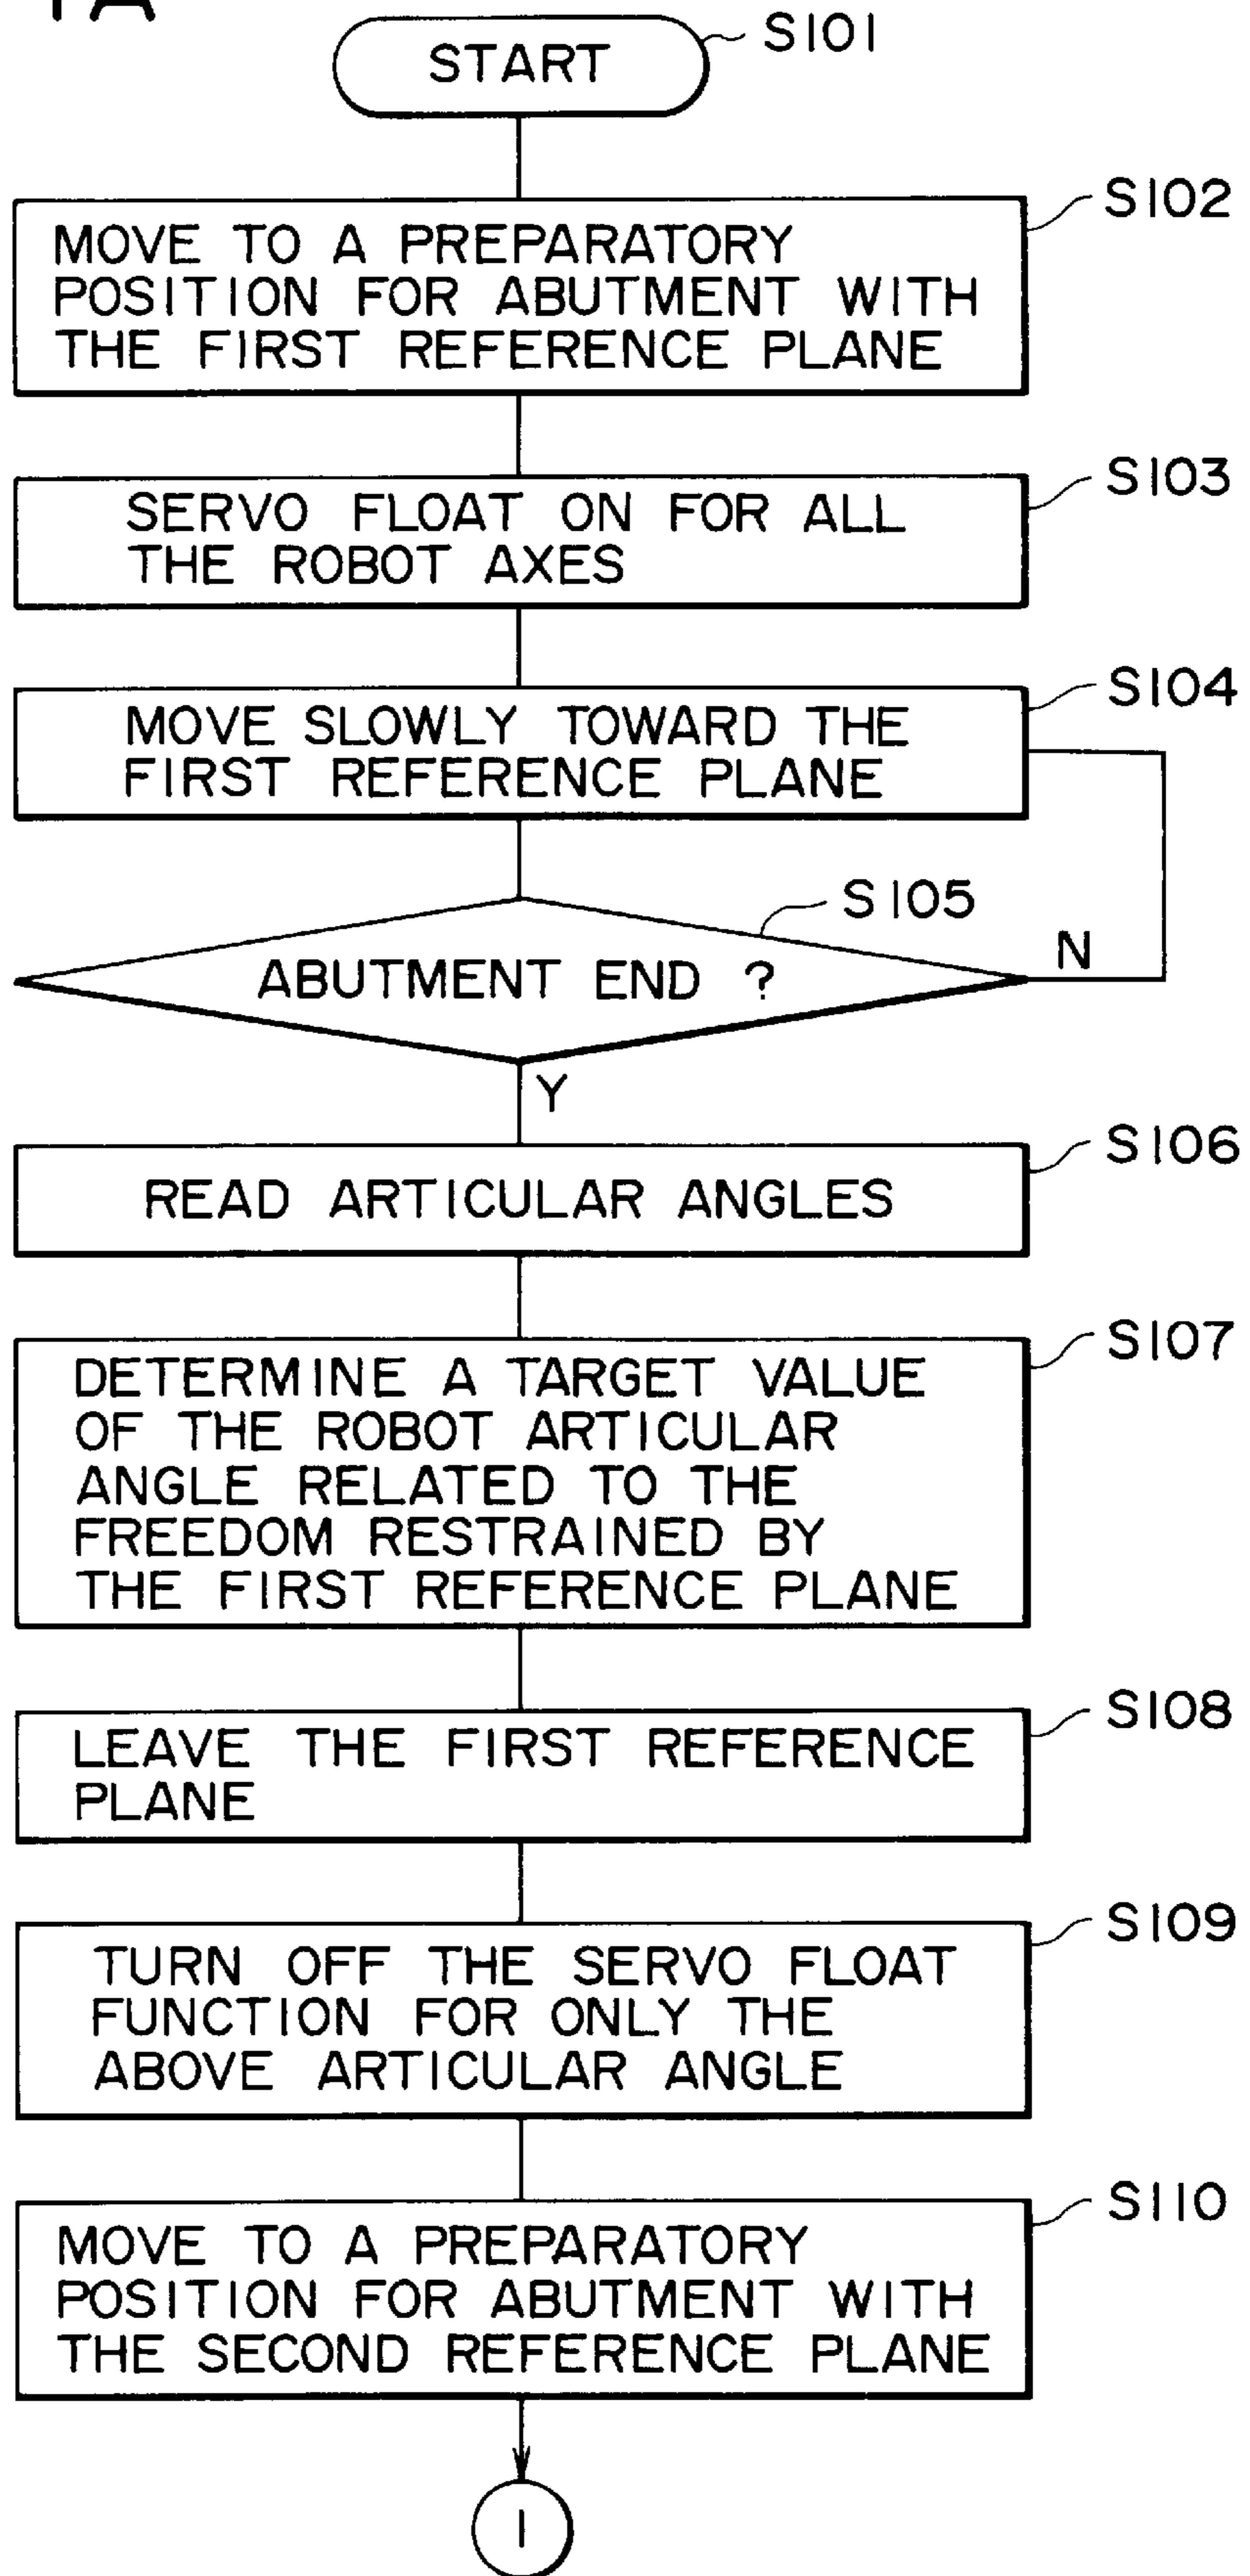 START
S101
S102
MOVE TO A PREPARATORY
POSITION FOR ABUTMENT WITH
THE FIRST REFERENCE PLANE
S103
SERVO FLOAT ON FOR ALL
THE ROBOT AXES
S104
MOVE SLOWLY TOWARD THE
FIRST REFERENCE PLANE
S105
ABUTMENT END ?
N
Y
S106
READ ARTICULAR ANGLES
S107
DETERMINE A TARGET VALUE
OF THE ROBOT ARTICULAR
ANGLE RELATED TO THE
FREEDOM RESTRAINED BY
THE FIRST REFERENCE PLANE
S108
LEAVE THE FIRST REFERENCE
PLANE
S109
TURN OFF THE SERVO FLOAT
FUNCTION FOR ONLY THE
ABOVE ARTICULAR ANGLE
S110
MOVE TO A PREPARATORY
POSITION FOR ABUTMENT WITH
THE SECOND REFERENCE PLANE
1